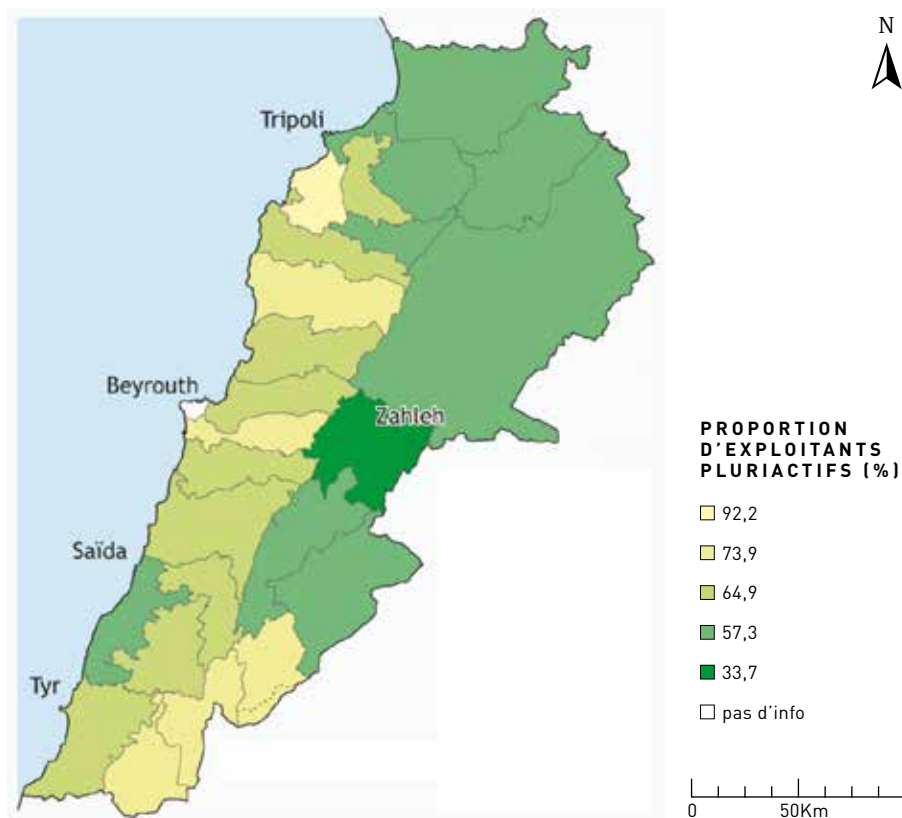 N
Tripoli
Beyrouth
Zahleh
Saïda
Tyr
PROPORTION
D'EXPLOITANTS
PLURIACTIFS (%)
92,2
73,9
64,9
57,3
33,7
pas d'info
0 50Km